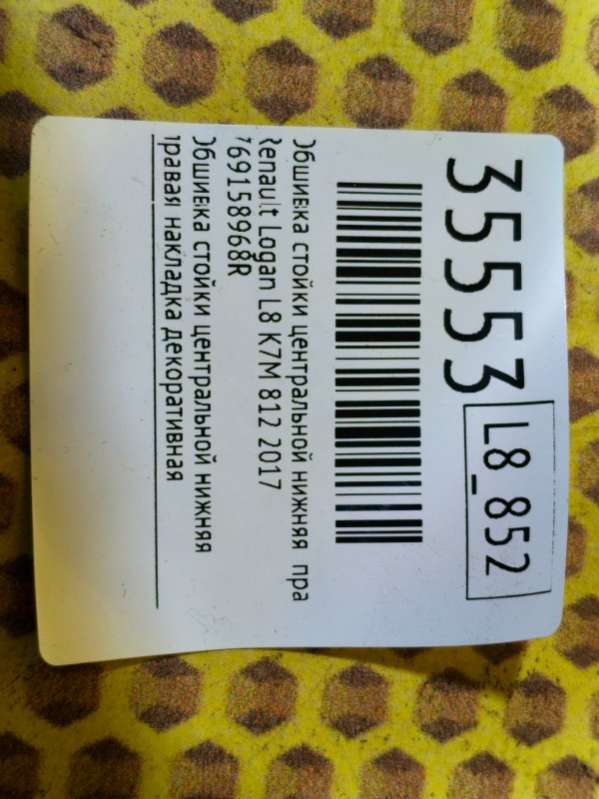 35553
L8_852
Обшивка стойки центральной нижняя пра
Renault Logan L8 K7M 812 2017
769158968R
Обшивка стойки центральной нижняя
правая накладка декоративная